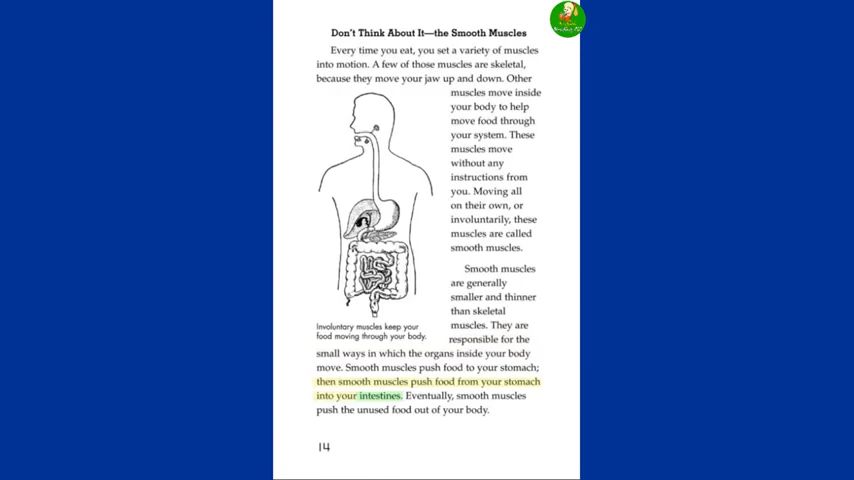 Don't Think About It—the Smooth Muscles
Every time you eat, you set a variety of muscles
into motion. A few of those muscles are skeletal,
because they move your jaw up and down. Other
muscles move inside
your body to help
move food through
your system. These
muscles move
without any
instructions from
you. Moving all
on their own, or
involuntarily, these
muscles are called
smooth muscles.
Smooth muscles
are generally
smaller and thinner
than skeletal
muscles. They are
responsible for the
Involuntary muscles keep your
food moving through your body.
small ways in which the organs inside your body
move. Smooth muscles push food to your stomach;
then smooth muscles push food from your stomach
into your intestines. Eventually, smooth muscles
push the unused food out of your body.
14